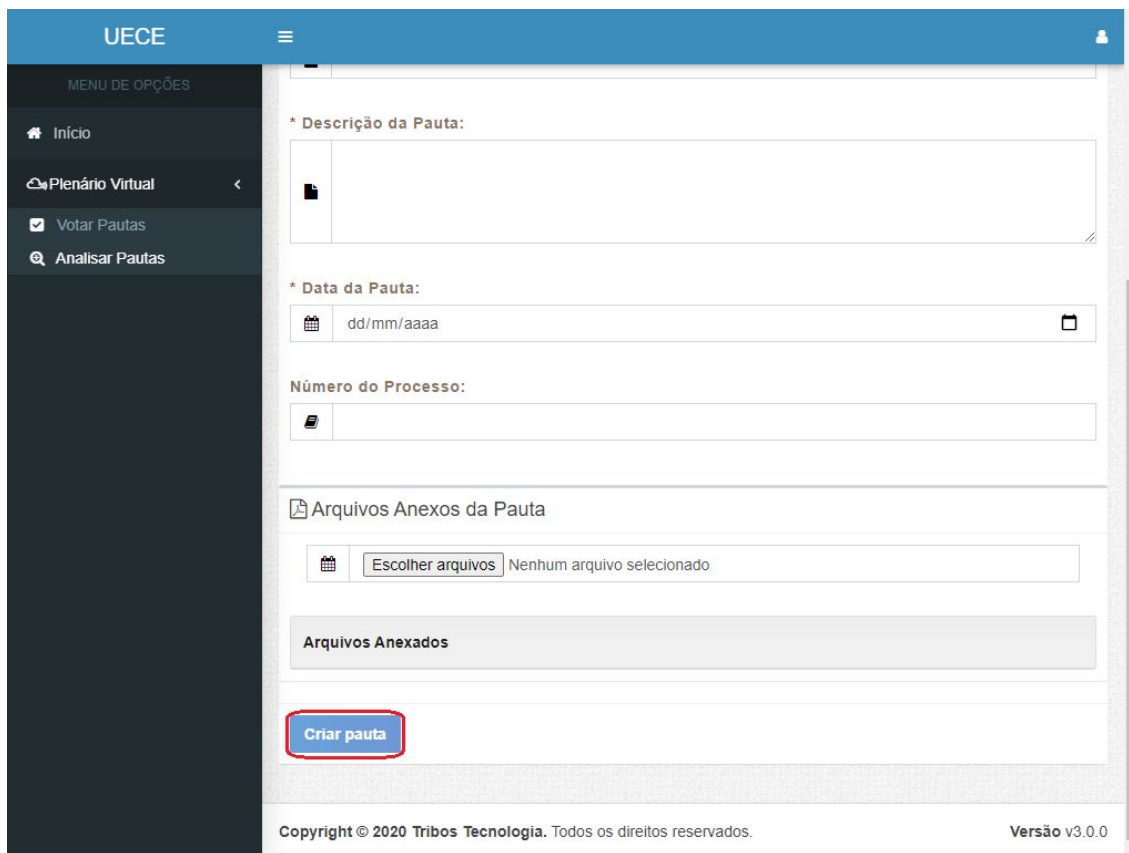 UECE
MENU DE OPÇÕES
Início
Plenário Virtual
Votar Pautas
Analisar Pautas
* Descrição da Pauta:
* Data da Pauta:
dd/mm/aaaa
Número do Processo:
Arquivos Anexos da Pauta
Escolher arquivos Nenhum arquivo selecionado
Arquivos Anexados
Criar pauta
Copyright © 2020 Tribos Tecnologia. Todos os direitos reservados. Versão v3.0.0